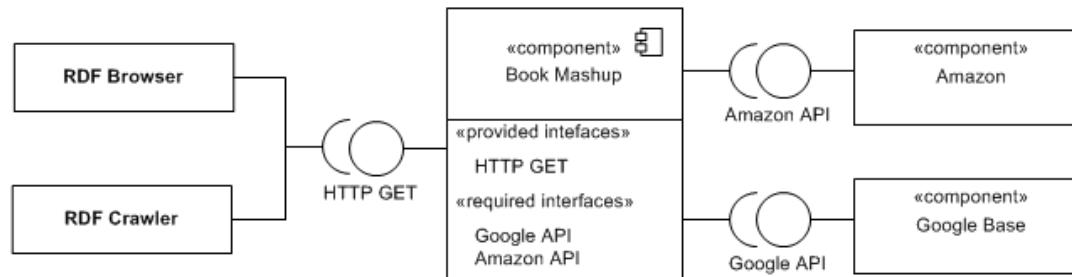 RDF Browser
RDF Crawler
HTTP GET
«component»
Book Mashup
«provided intefaces»
HTTP GET
«required interfaces»
Google API
Amazon API
Amazon API
Google API
«component»
Amazon
«component»
Google Base